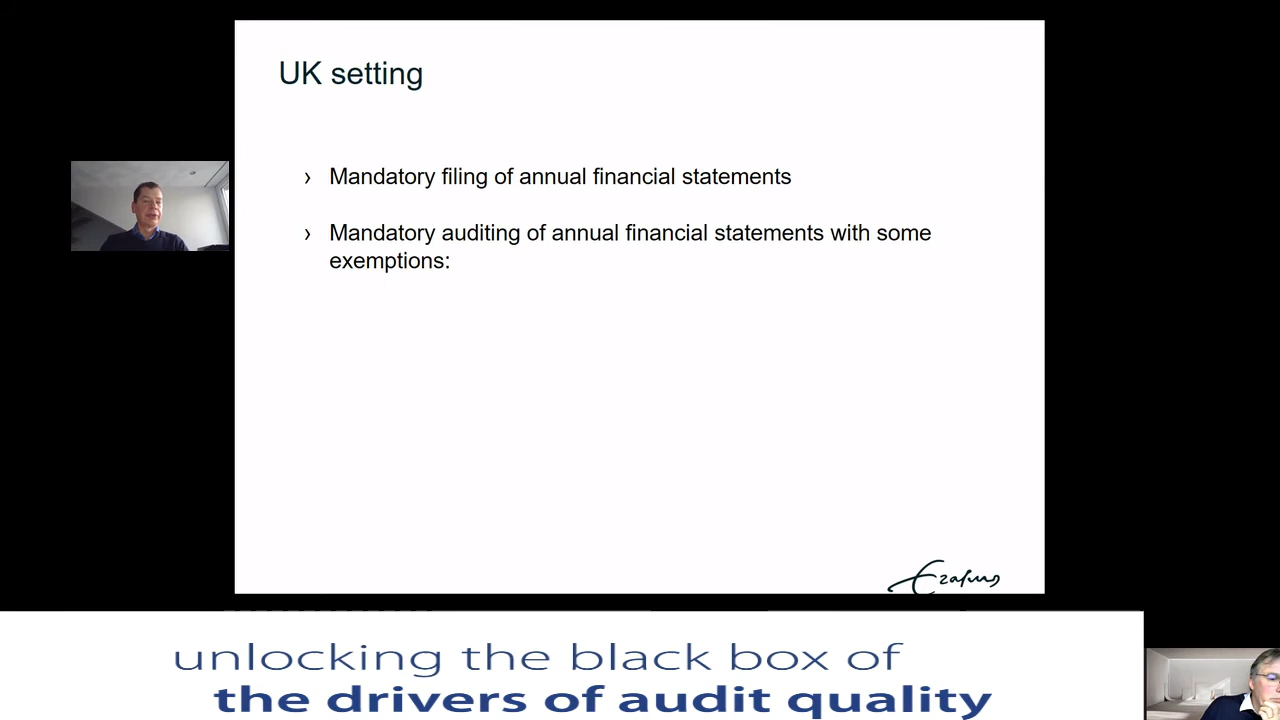 UK setting
› Mandatory filing of annual financial statements
› Mandatory auditing of annual financial statements with some
exemptions:
Erasmus
unlocking the black box of
the drivers of audit quality